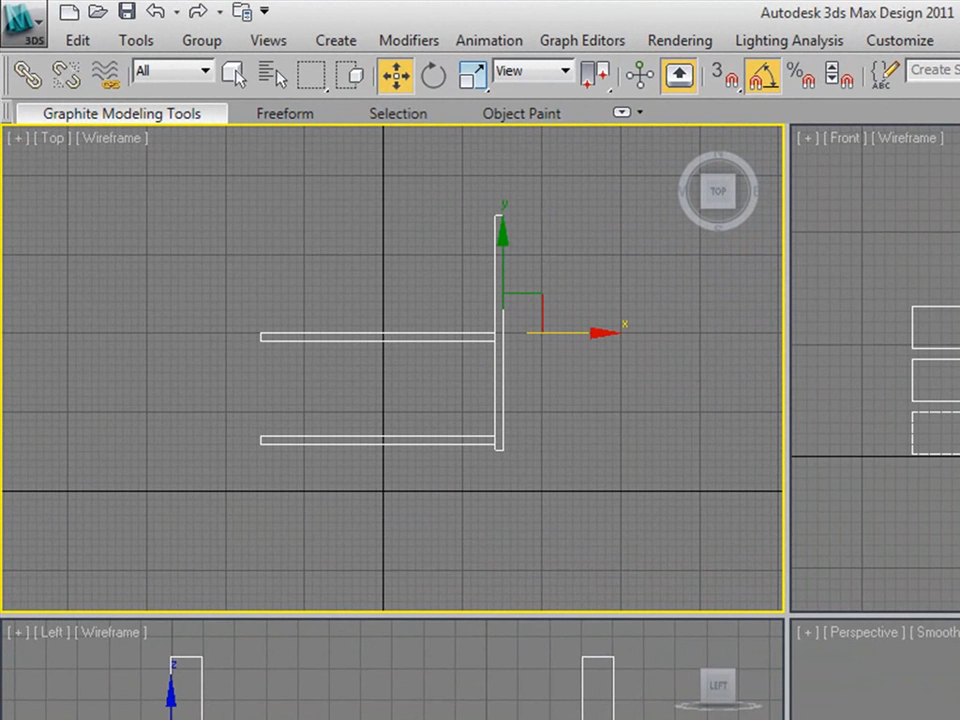 Autodesk 3ds Max Design 2011
3DS
Edit Tools Group Views Create Modifiers Animation Graph Editors Rendering Lighting Analysis Customize
All View 3 % ABC Create S
Graphite Modeling Tools Freeform Selection Object Paint
[ + ] [ Top ] [ Wireframe ]
[ + ] [ Front ] [ Wireframe ]
TOP
y
x
[ + ] [ Left ] [ Wireframe ]
[ + ] [ Perspective ] [ Smooth
z
LEFT